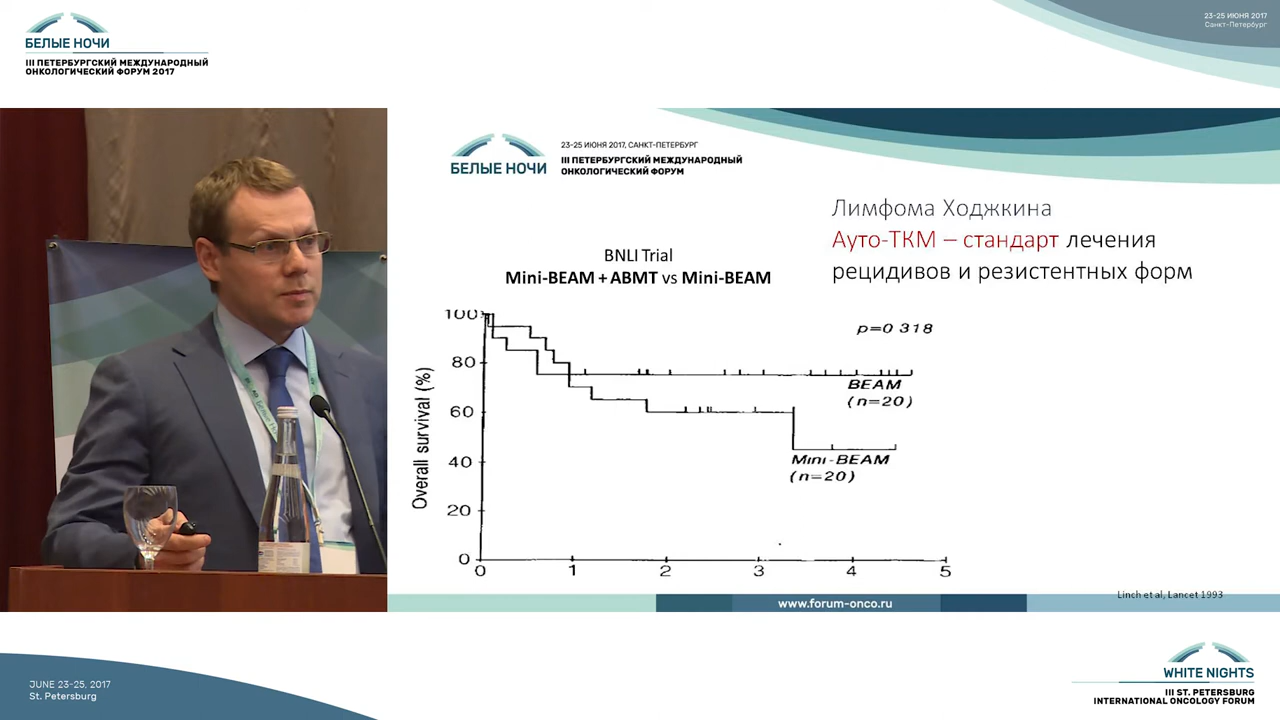 БЕЛЫЕ НОЧИ
III ПЕТЕРБУРГСКИЙ МЕЖДУНАРОДНЫЙ
ОНКОЛОГИЧЕСКИЙ ФОРУМ 2017
23-25 ИЮНЯ 2017
Санкт-Петербург
БЕЛЫЕ НОЧИ
23-25 ИЮНЯ 2017, САНКТ-ПЕТЕРБУРГ
III ПЕТЕРБУРГСКИЙ МЕЖДУНАРОДНЫЙ
ОНКОЛОГИЧЕСКИЙ ФОРУМ
Лимфома Ходжкина
Ауто-ТКМ – стандарт лечения
рецидивов и резистентных форм
BNLI Trial
Mini-BEAM + ABMT vs Mini-BEAM
Overall survival (%)
100
80
60
40
20
0
0 1 2 3 4 5
p=0 318
BEAM
(n=20)
Mini-BEAM
(n=20)
Linch et al, Lancet 1993
www.forum-onco.ru
JUNE 23-25, 2017
St. Petersburg
WHITE NIGHTS
III ST. PETERSBURG
INTERNATIONAL ONCOLOGY FORUM